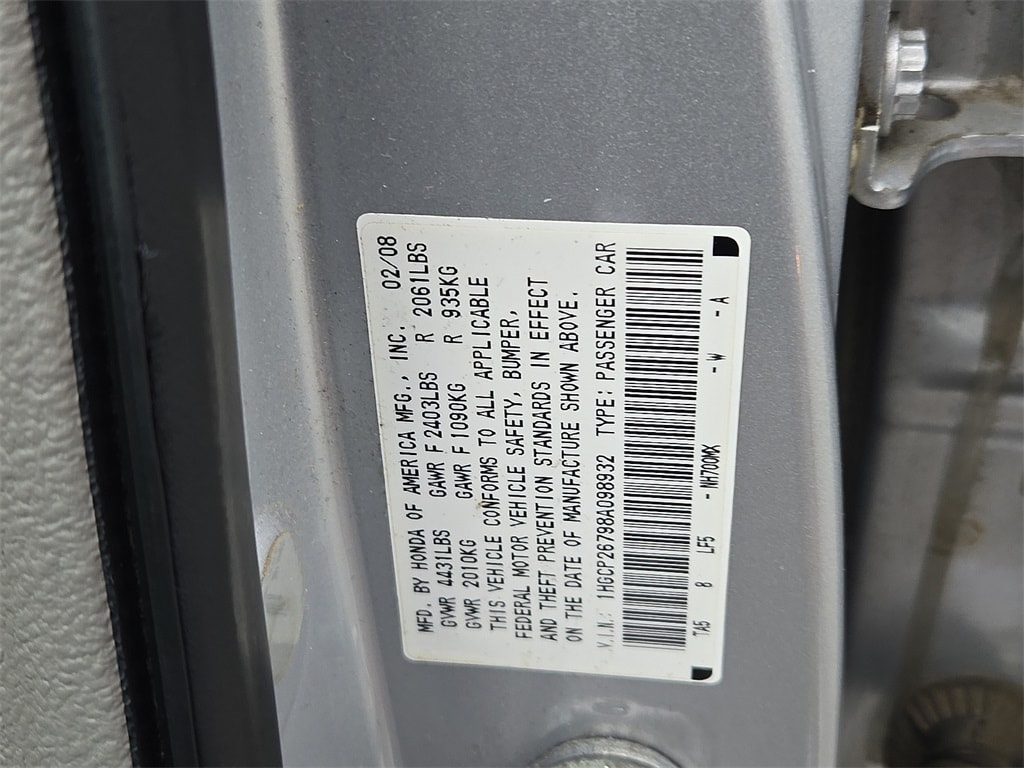 MFD. BY HONDA OF AMERICA MFG., INC. 02/08
GVWR 4431LBS GAWR F 2403LBS R 2061LBS
GVWR 2010KG GAWR F 1090KG R 935KG
THIS VEHICLE CONFORMS TO ALL APPLICABLE
FEDERAL MOTOR VEHICLE SAFETY, BUMPER,
AND THEFT PREVENTION STANDARDS IN EFFECT
ON THE DATE OF MANUFACTURE SHOWN ABOVE.
V.I.N.: 1HGCP26798A098932 TYPE: PASSENGER CAR
TA5 8 LF5 - NH700MX - W - A